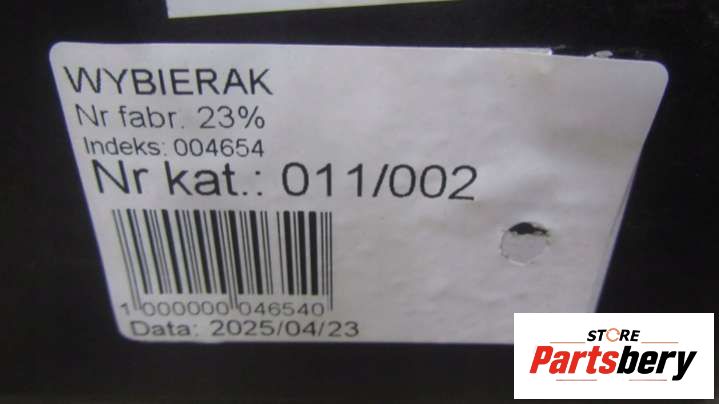 WYBIERAK
Nr fabr. 23%
Indeks: 004654
Nr kat.: 011/002
1 000000 046540
Data: 2025/04/23
STORE
Partsbery